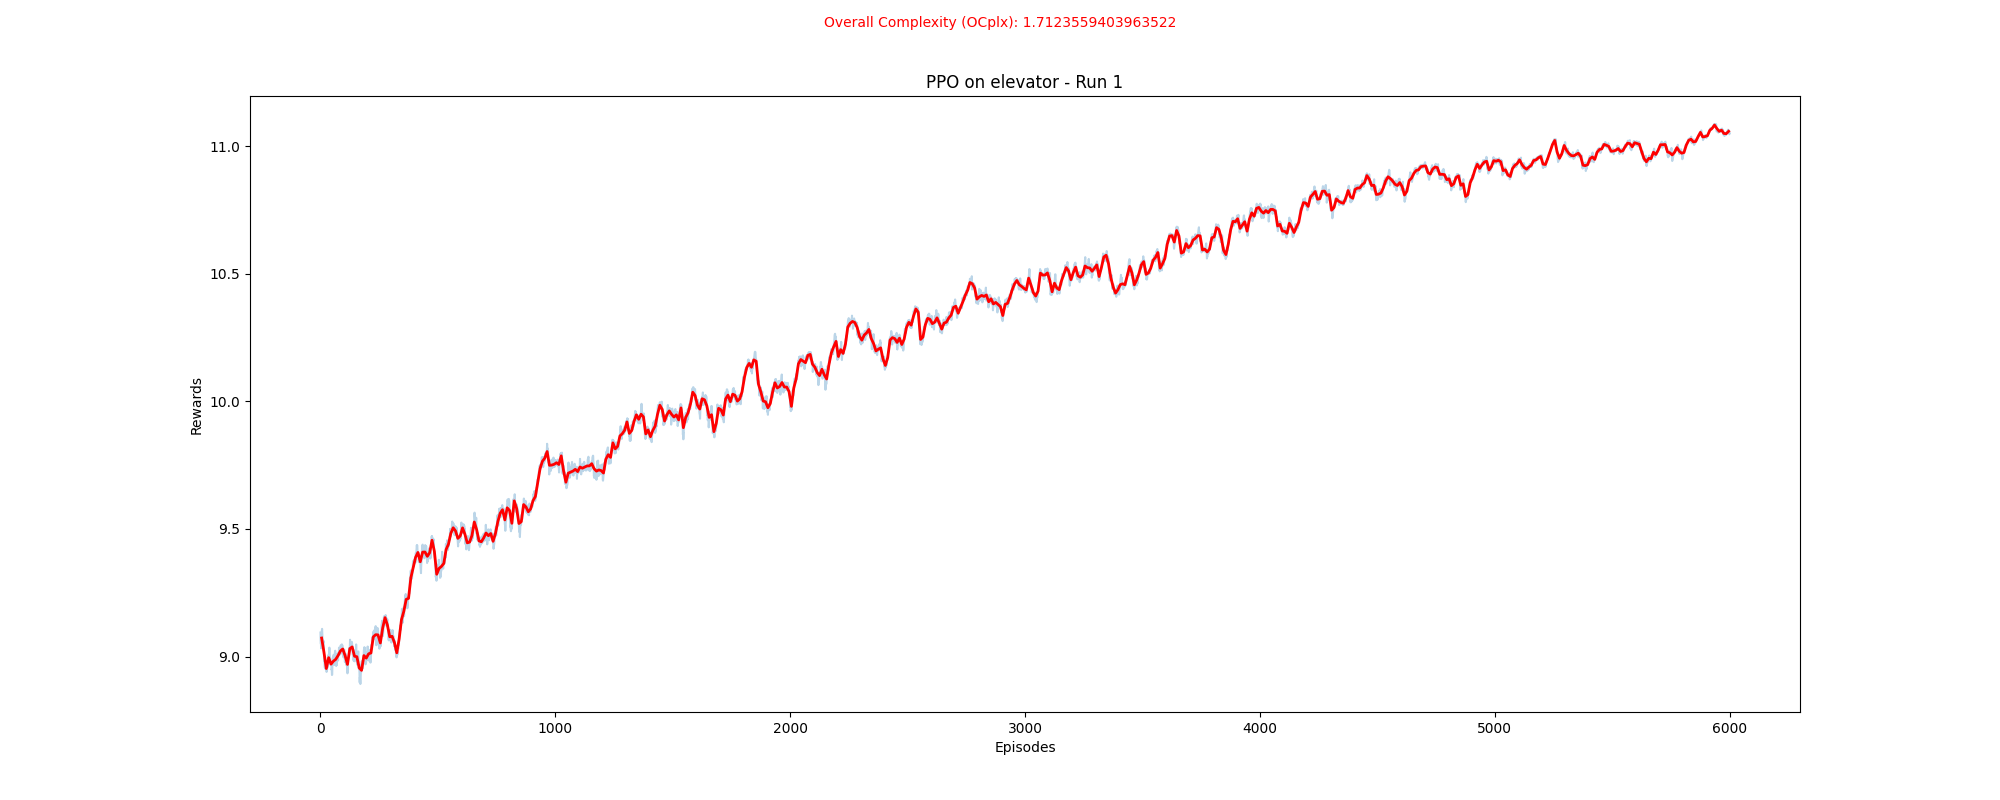 Overall Complexity (OCplx): 1.7123559403963522
PPO on elevator - Run 1
11.0
10.5
10.0
9.5
9.0
Rewards
0 1000 2000 3000 4000 5000 6000
Episodes